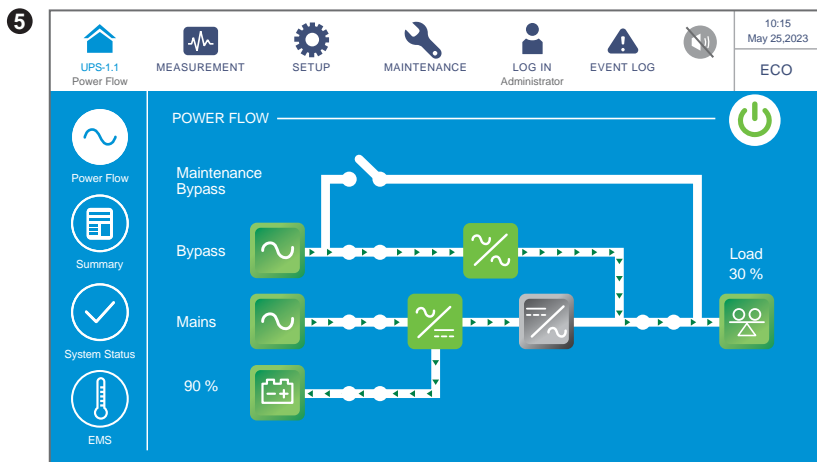 5
UPS-1.1
Power Flow
MEASUREMENT
SETUP
MAINTENANCE
LOG IN
Administrator
EVENT LOG
10:15
May 25,2023
ECO
Power Flow
Summary
System Status
EMS
POWER FLOW
Maintenance
Bypass
Bypass
Mains
90 %
Load
30 %